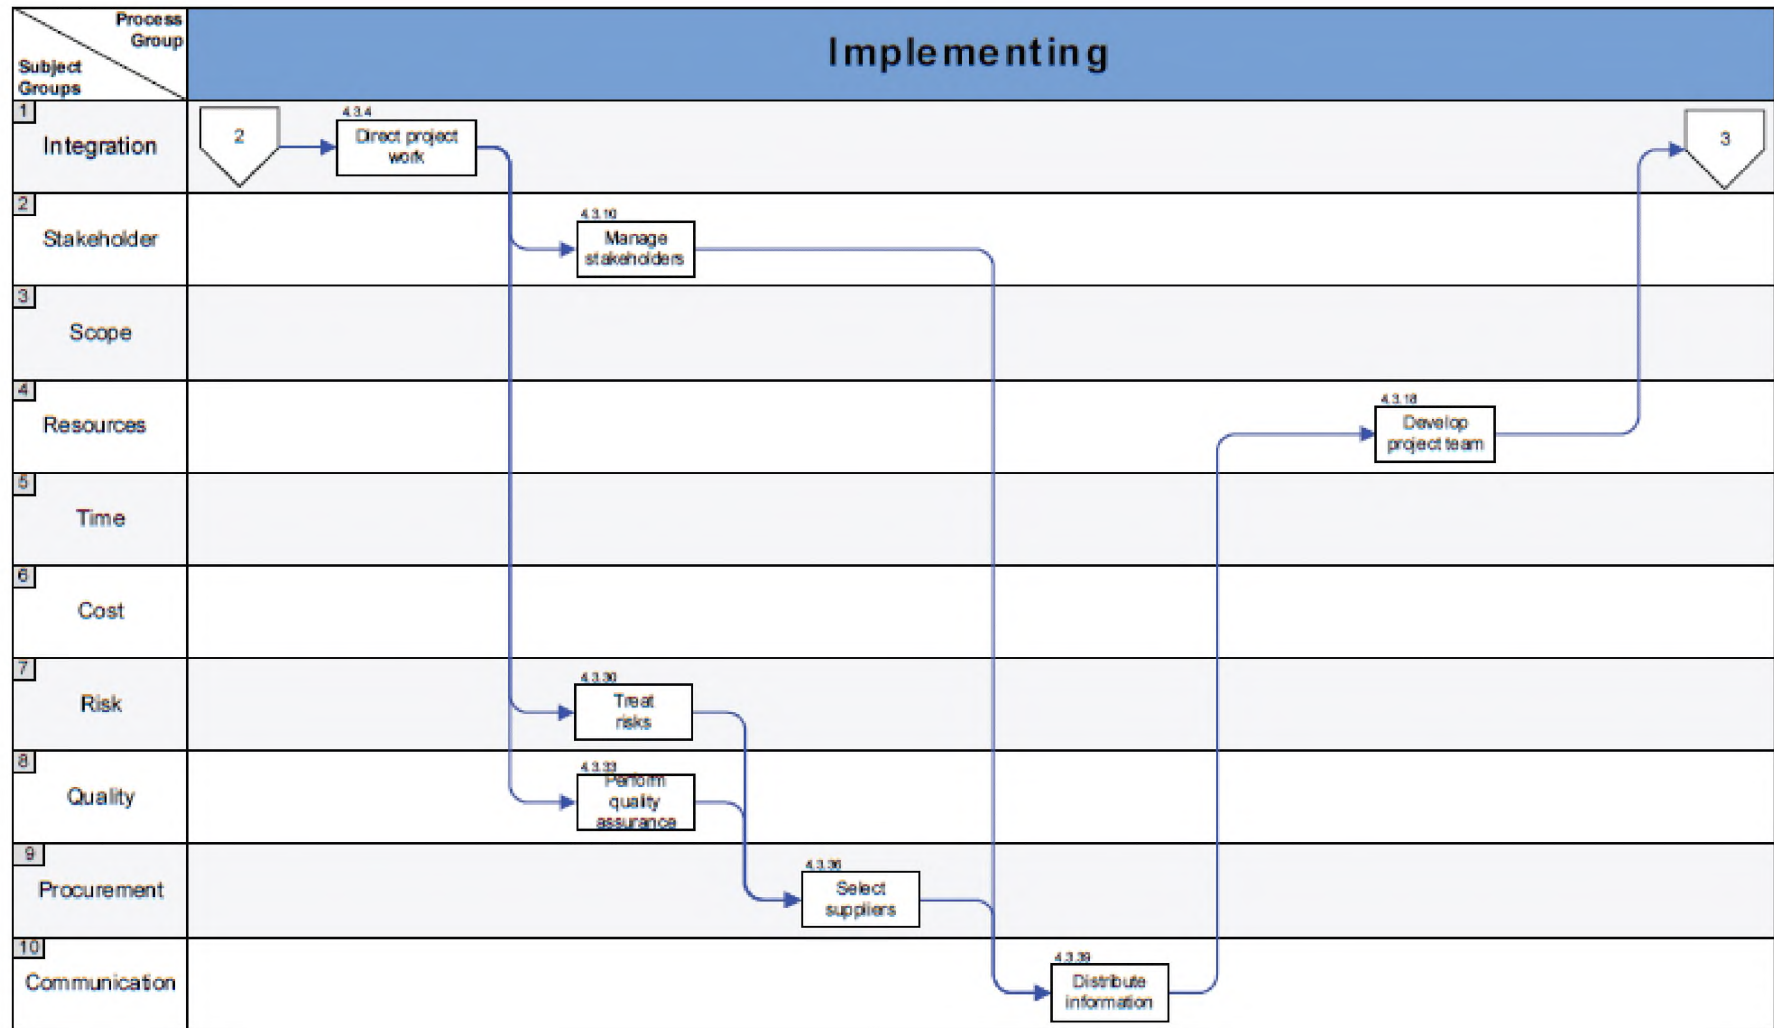 Process
Group
Subject
Groups
Implementing
1
Integration
2
4.3.4
Direct project
work
3
2
Stakeholder
4.3.10
Manage
stakeholders
3
Scope
4
Resources
4.3.18
Develop
project team
5
Time
6
Cost
7
Risk
4.3.30
Treat
risks
8
Quality
4.3.33
Perform
quality
assurance
9
Procurement
4.3.36
Select
suppliers
10
Communication
4.3.39
Distribute
information